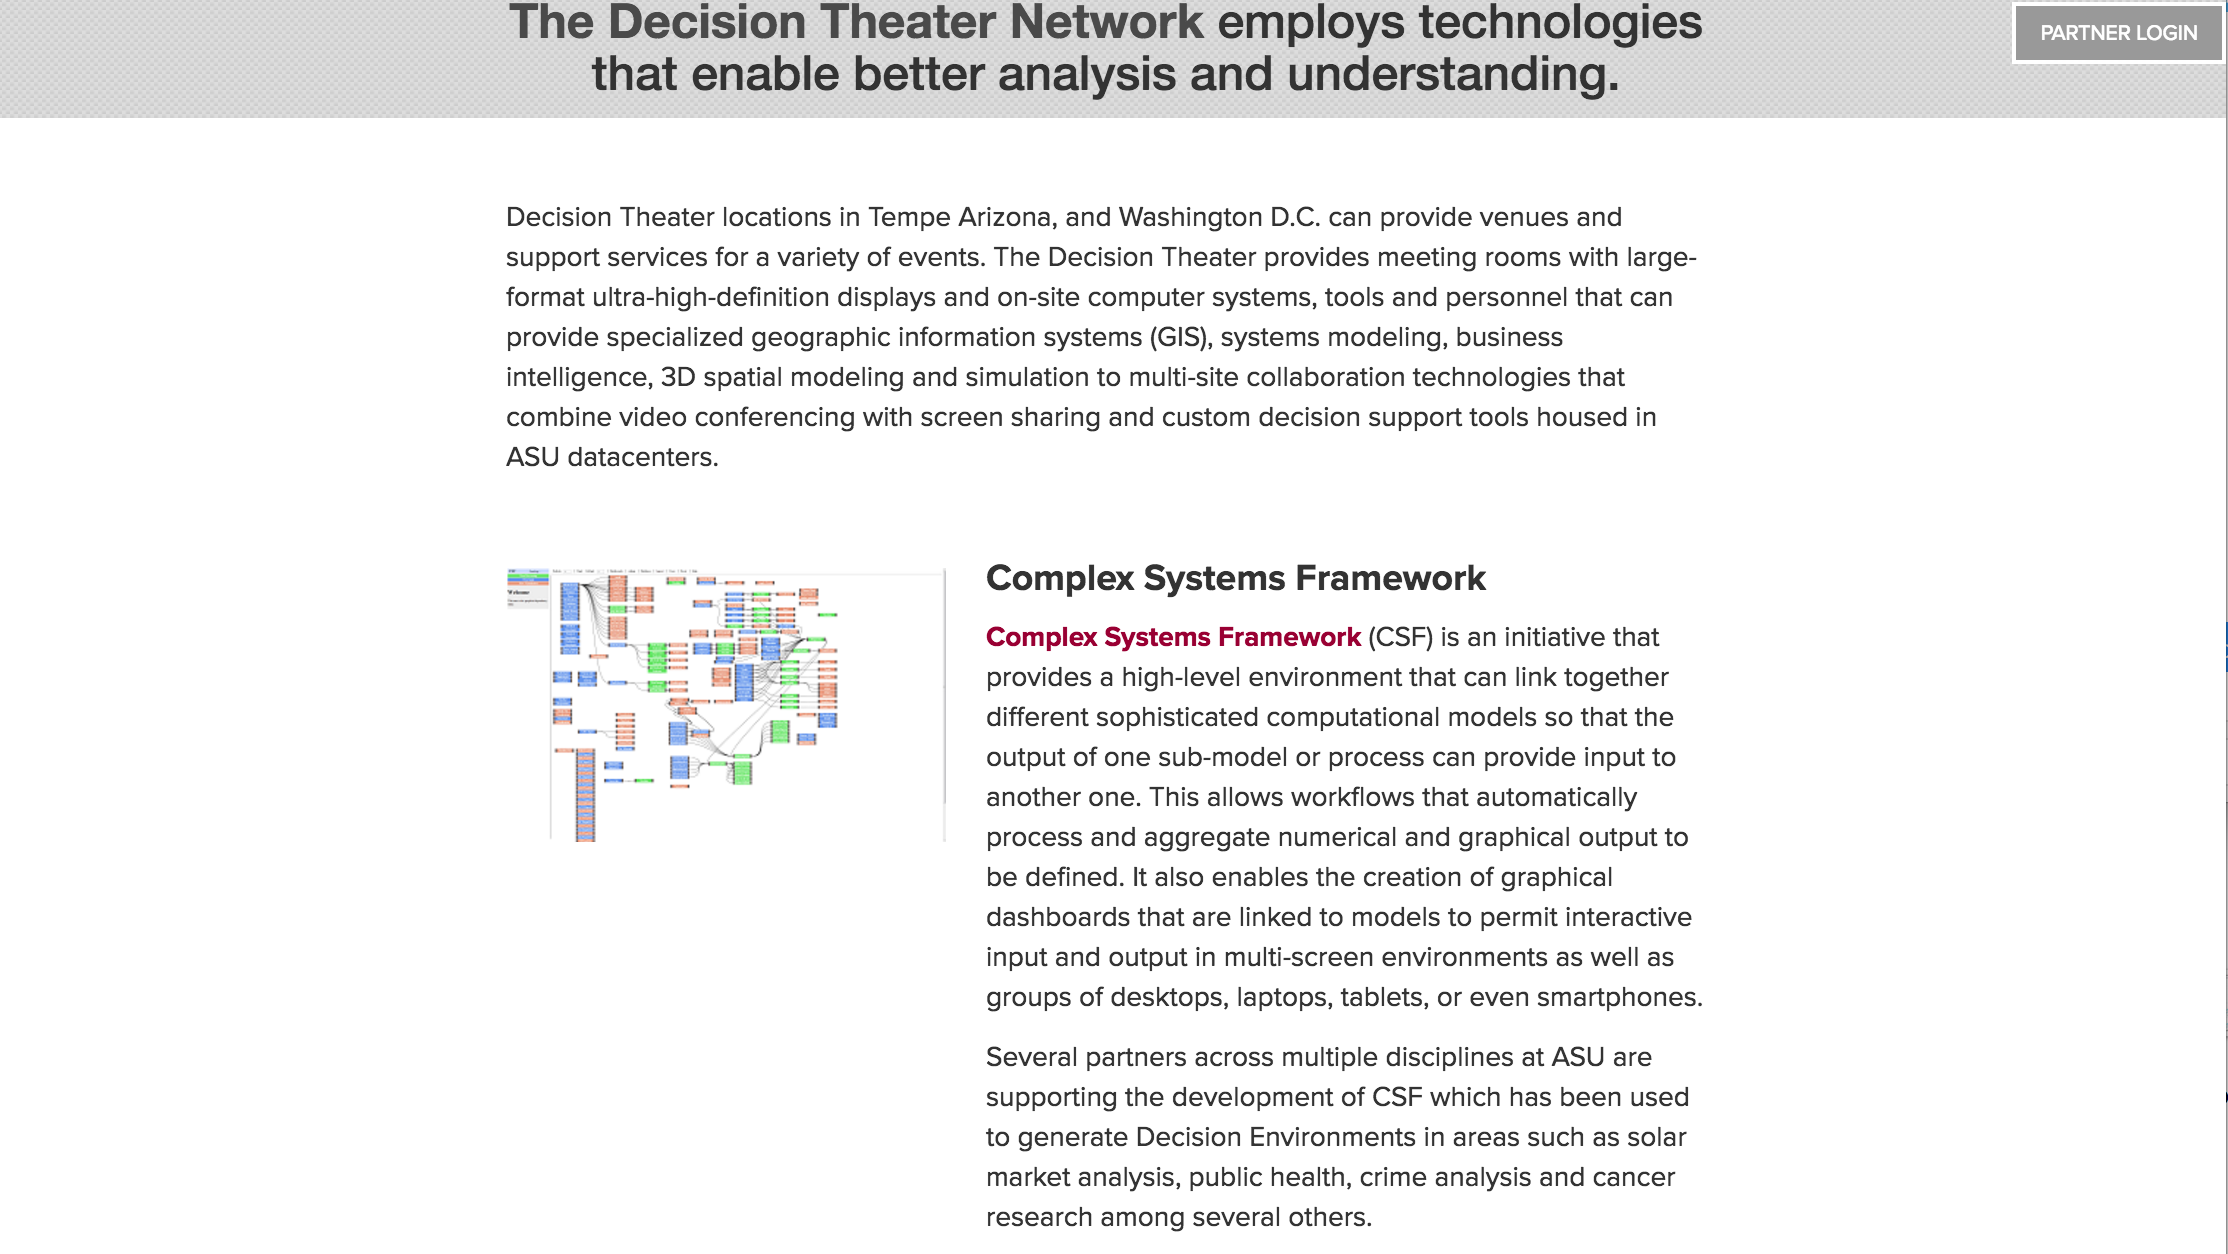 The Decision Theater Network employs technologies
that enable better analysis and understanding.
PARTNER LOGIN
Decision Theater locations in Tempe Arizona, and Washington D.C. can provide venues and
support services for a variety of events. The Decision Theater provides meeting rooms with large-
format ultra-high-definition displays and on-site computer systems, tools and personnel that can
provide specialized geographic information systems (GIS), systems modeling, business
intelligence, 3D spatial modeling and simulation to multi-site collaboration technologies that
combine video conferencing with screen sharing and custom decision support tools housed in
ASU datacenters.
Welcome
Complex Systems Framework
Complex Systems Framework (CSF) is an initiative that
provides a high-level environment that can link together
different sophisticated computational models so that the
output of one sub-model or process can provide input to
another one. This allows workflows that automatically
process and aggregate numerical and graphical output to
be defined. It also enables the creation of graphical
dashboards that are linked to models to permit interactive
input and output in multi-screen environments as well as
groups of desktops, laptops, tablets, or even smartphones.
Several partners across multiple disciplines at ASU are
supporting the development of CSF which has been used
to generate Decision Environments in areas such as solar
market analysis, public health, crime analysis and cancer
research among several others.